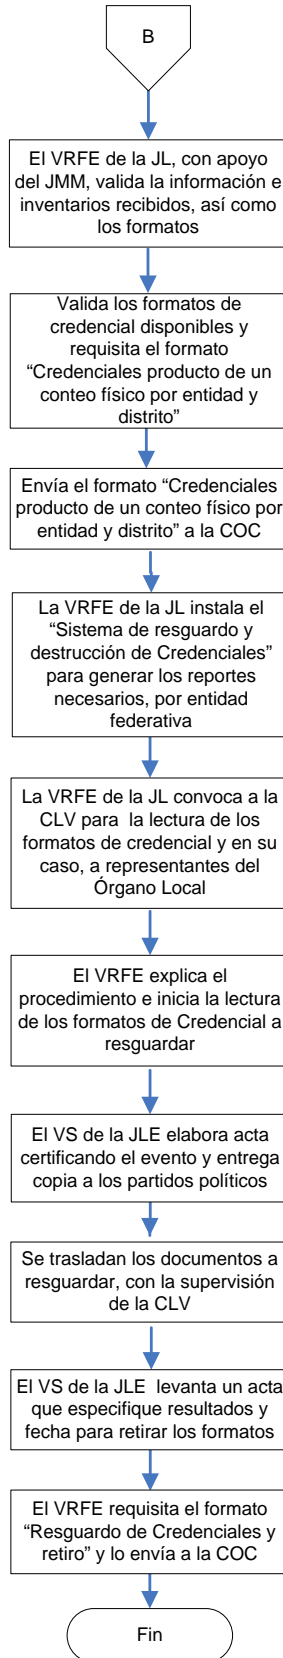 B
El VRFE de la JL, con apoyo
del JMM, valida la información e
inventarios recibidos, así como
los formatos
Valida los formatos de
credencial disponibles y
requisita el formato
“Credenciales producto de un
conteo físico por entidad y
distrito”
Envía el formato “Credenciales
producto de un conteo físico por
entidad y distrito” a la COC
La VRFE de la JL instala el
“Sistema de resguardo y
destrucción de Credenciales”
para generar los reportes
necesarios, por entidad
federativa
La VRFE de la JL convoca a la
CLV para la lectura de los
formatos de credencial y en su
caso, a representantes del
Órgano Local
El VRFE explica el
procedimiento e inicia la lectura
de los formatos de Credencial a
resguardar
El VS de la JLE elabora acta
certificando el evento y entrega
copia a los partidos políticos
Se trasladan los documentos a
resguardar, con la supervisión
de la CLV
El VS de la JLE levanta un acta
que especifique resultados y
fecha para retirar los formatos
El VRFE requisita el formato
“Resguardo de Credenciales y
retiro” y lo envía a la COC
Fin